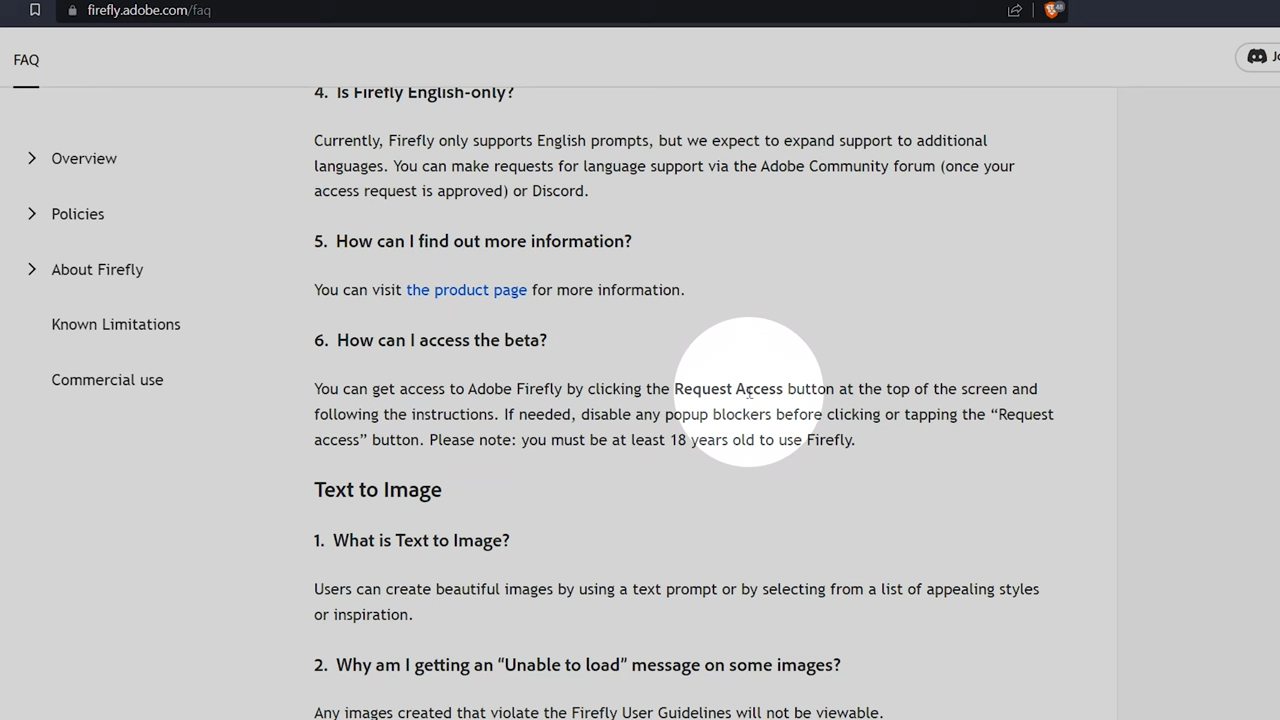 firefly.adobe.com/faq
48
FAQ
4. Is Firefly English-only?
Currently, Firefly only supports English prompts, but we expect to expand support to additional
languages. You can make requests for language support via the Adobe Community forum (once your
access request is approved) or Discord.
Overview
Policies
About Firefly
Known Limitations
Commercial use
5. How can I find out more information?
You can visit the product page for more information.
6. How can I access the beta?
You can get access to Adobe Firefly by clicking the Request Access button at the top of the screen and
following the instructions. If needed, disable any popup blockers before clicking or tapping the “Request
access” button. Please note: you must be at least 18 years old to use Firefly.
Text to Image
1. What is Text to Image?
Users can create beautiful images by using a text prompt or by selecting from a list of appealing styles
or inspiration.
2. Why am I getting an “Unable to load” message on some images?
Any images created that violate the Firefly User Guidelines will not be viewable.